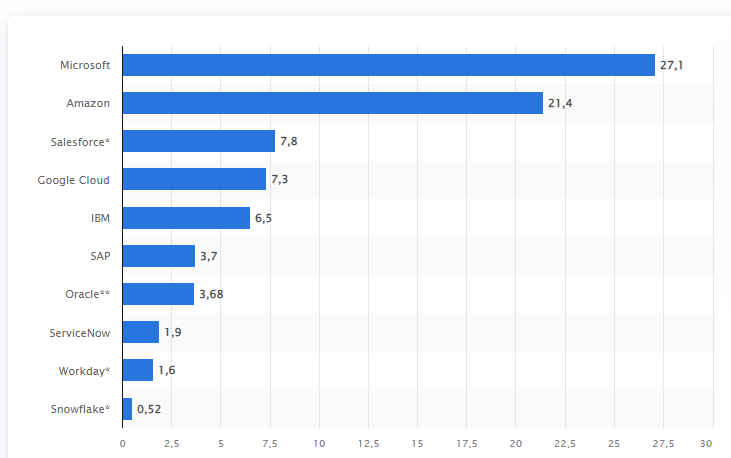 Microsoft 27,1
Amazon 21,4
Salesforce* 7,8
Google Cloud 7,3
IBM 6,5
SAP 3,7
Oracle** 3,68
ServiceNow 1,9
Workday* 1,6
Snowflake* 0,52
0 2,5 5 7,5 10 12,5 15 17,5 20 22,5 25 27,5 30